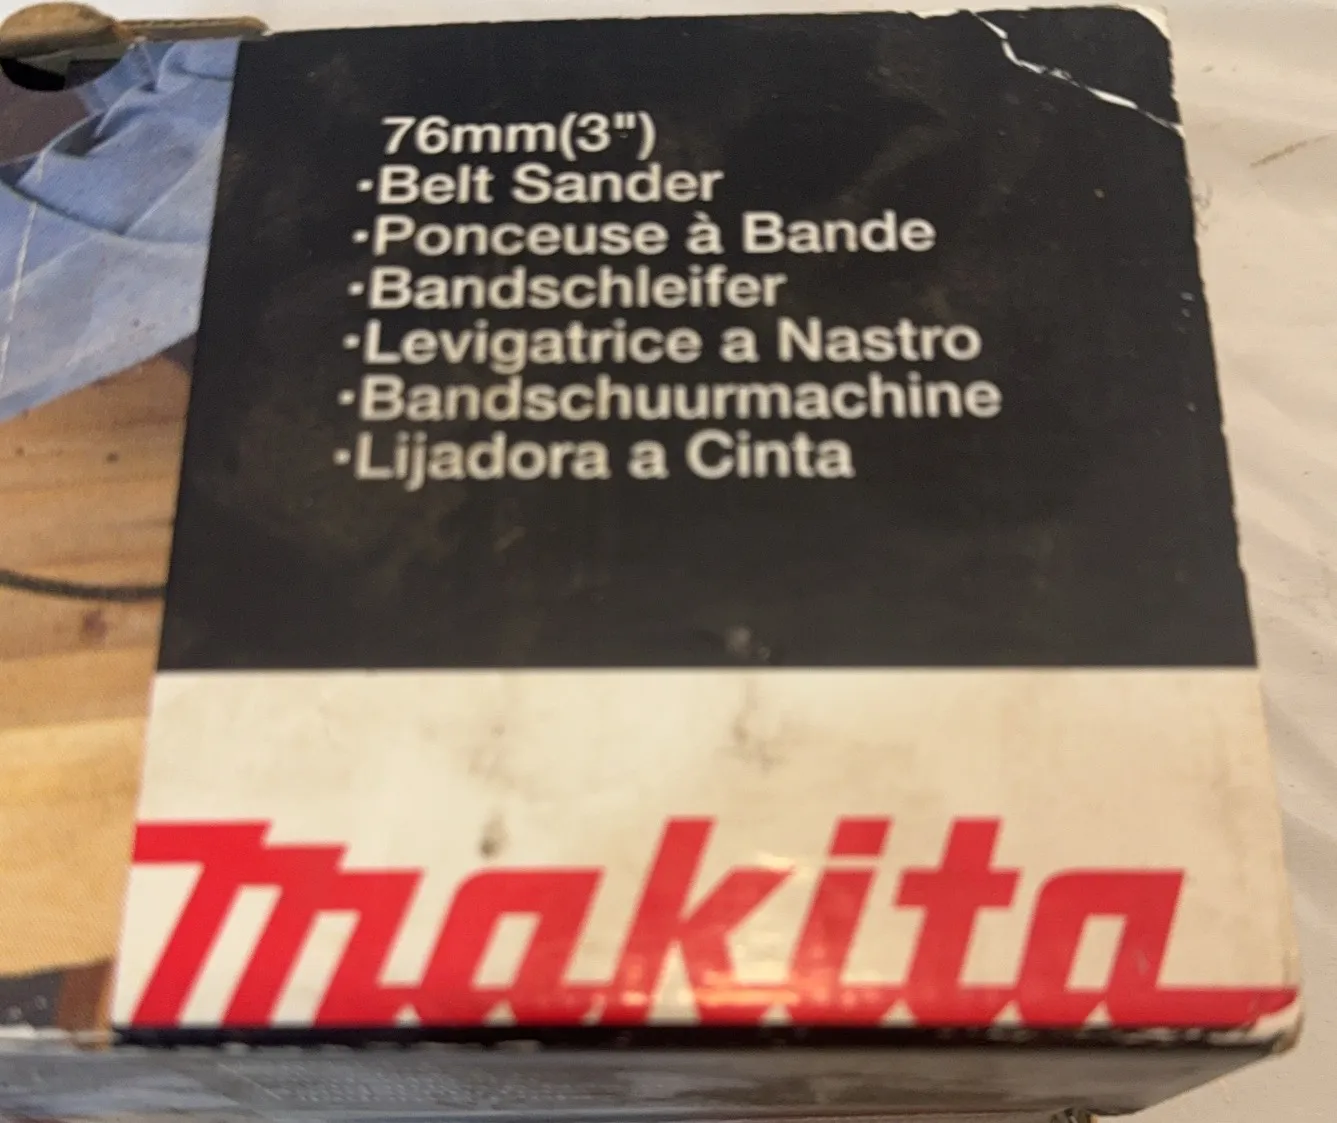 76mm(3")
·Belt Sander
·Ponceuse à Bande
·Bandschleifer
·Levigatrice a Nastro
·Bandschuurmachine
·Lijadora a Cinta
makita